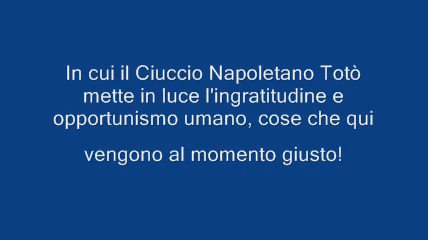 In cui il Ciuccio Napoletano Totò
mette in luce l'ingratitudine e
opportunismo umano, cose che qui
vengono al momento giusto!